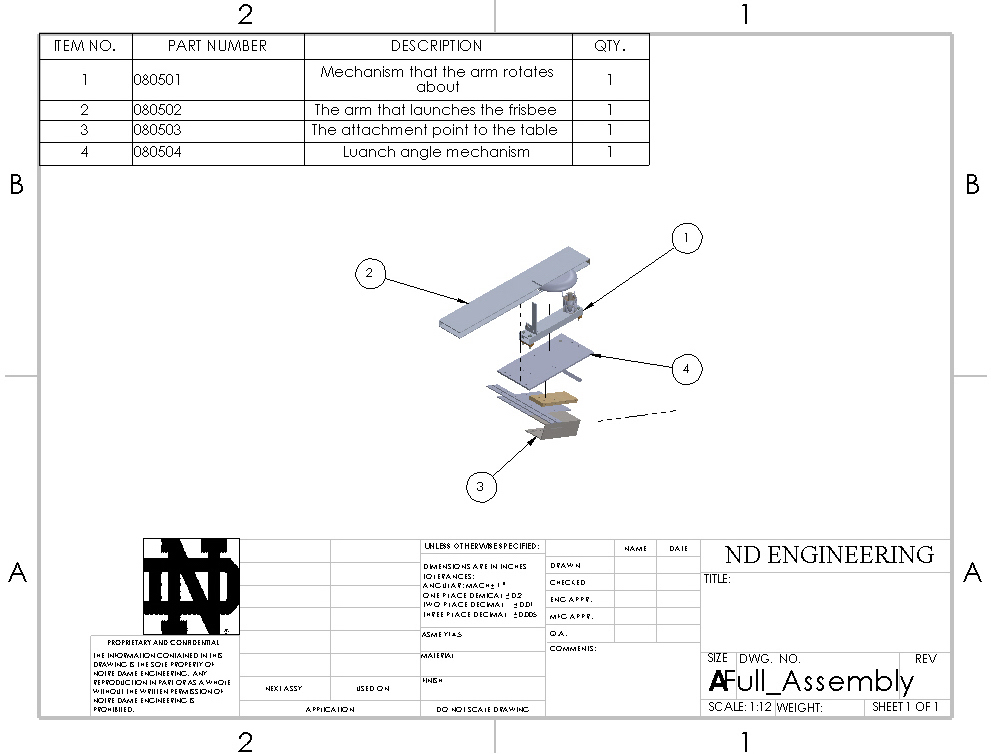 2 1
ITEM NO. PART NUMBER DESCRIPTION QTY.
1 080501 Mechanism that the arm rotates about 1
2 080502 The arm that launches the frisbee 1
3 080503 The attachment point to the table 1
4 080504 Luanch angle mechanism 1
B B
1
2
4
3
A A
ND
PROPRIETARY AND CONFIDENTIAL
THE INFORMATION CONTAINED IN THIS
DRAWING IS THE SOLE PROPERTY OF
NOTRE DAME ENGINEERING. ANY
REPRODUCTION IN PART OR AS A WHOLE
WITHOUT THE WRITTEN PERMISSION OF
NOTRE DAME ENGINEERING IS
PROHIBITED.
NEXT ASSY USED ON
APPLICATION
UNLESS OTHERWISE SPECIFIED:
DIMENSIONS ARE IN INCHES
TOLERANCES:
ANGULAR: MACH± 1°
ONE PLACE DEMICAL ±0.2
TWO PLACE DECIMAL ±0.01
THREE PLACE DECIMAL ±0.005
ASME Y14.5
MATERIAL
FINISH
DO NOT SCALE DRAWING
NAME DATE
DRAWN
CHECKED
ENG APPR.
MFG APPR.
Q.A.
COMMENTS:
ND ENGINEERING
TITLE:
SIZE DWG. NO. REV
A Full_Assembly
SCALE: 1:12 WEIGHT: SHEET 1 OF 1
2 1